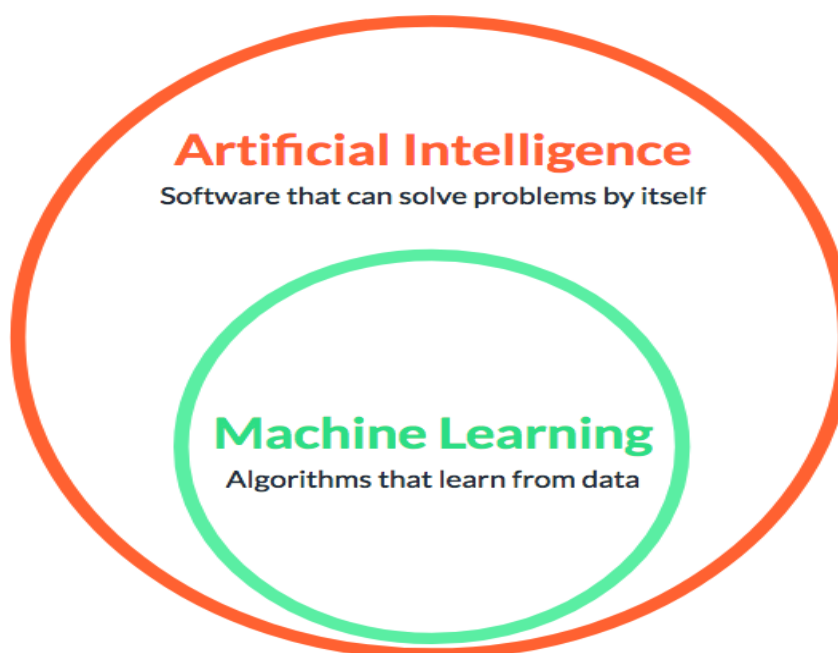 Artificial Intelligence
Software that can solve problems by itself
Machine Learning
Algorithms that learn from data